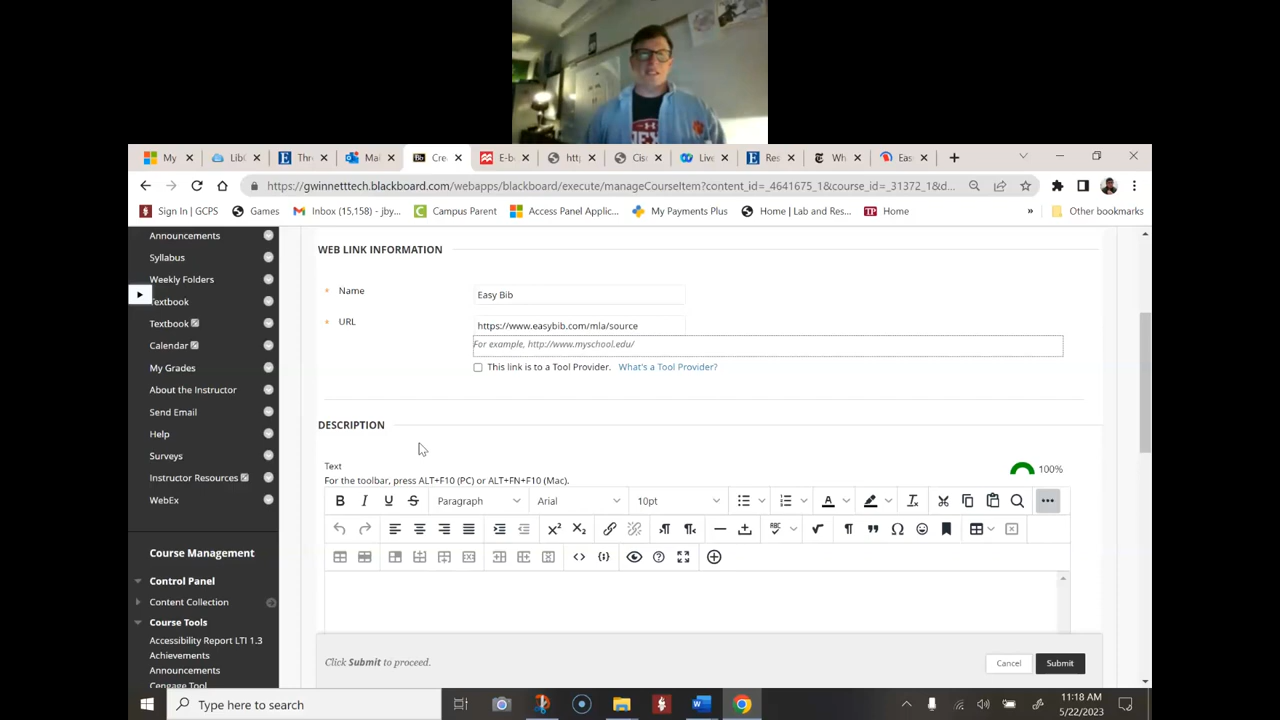 My
LibC
Thr
Mai
Cre
E-b
htt
Cis
Live
Res
Wh
Eas
https://gwinnetttech.blackboard.com/webapps/blackboard/execute/manageCourseItem?content_id=_4641675_1&course_id=_31372_1&d...
Sign In | GCPS
Games
Inbox (15,158) - jby...
Campus Parent
Access Panel Applic...
My Payments Plus
Home | Lab and Res...
TP Home
»
Other bookmarks
Announcements
Syllabus
Weekly Folders
Textbook
Textbook
Calendar
My Grades
About the Instructor
Send Email
Help
Surveys
Instructor Resources
WebEx
Course Management
Control Panel
Content Collection
Course Tools
Accessibility Report LTI 1.3
Achievements
Announcements
Cengage Tool
WEB LINK INFORMATION
* Name
Easy Bib
* URL
https://www.easybib.com/mla/source
For example, http://www.myschool.edu/
This link is to a Tool Provider. What's a Tool Provider?
DESCRIPTION
Text
100%
For the toolbar, press ALT+F10 (PC) or ALT+FN+F10 (Mac).
B I U S Paragraph Arial 10pt
Click Submit to proceed.
Cancel
Submit
Type here to search
11:18 AM
5/22/2023